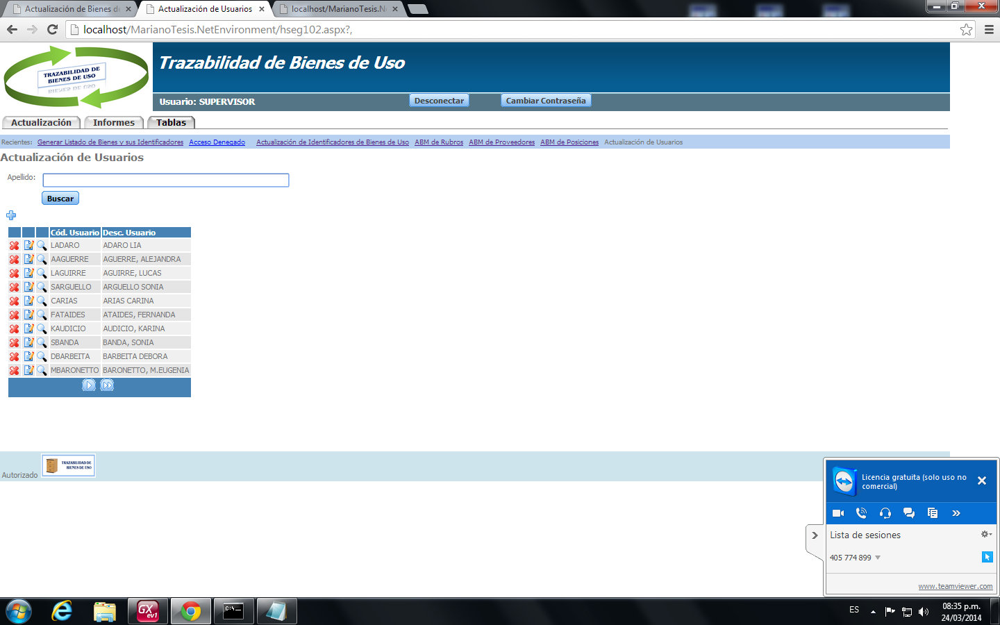 Actualización de Bienes de
Actualización de Usuarios
localhost/MarianoTesis.Ne
localhost/MarianoTesis.NetEnvironment/hseg102.aspx?,
TRAZABILIDAD DE
BIENES DE USO
Trazabilidad de Bienes de Uso
Usuario: SUPERVISOR
Desconectar
Cambiar Contraseña
Actualización
Informes
Tablas
Recientes: Generar Listado de Bienes y sus Identificadores Acceso Denegado Actualización de Identificadores de Bienes de Uso ABM de Rubros ABM de Proveedores ABM de Posiciones Actualización de Usuarios
Actualización de Usuarios
Apellido:
Buscar
Cód. Usuario Desc. Usuario
LADARO ADARO LIA
AAGUERRE AGUERRE, ALEJANDRA
LAGUIRRE AGUIRRE, LUCAS
SARGUELLO ARGUELLO SONIA
CARIAS ARIAS CARINA
FATAIDES ATAIDES, FERNANDA
KAUDICIO AUDICIO, KARINA
SBANDA BANDA, SONIA
DBARBEITA BARBEITA DEBORA
MBARONETTO BARONETTO, M.EUGENIA
Autorizado
TRAZABILIDAD DE
BIENES DE USO
Licencia gratuita (solo uso no
comercial)
Lista de sesiones
405 774 899
www.teamviewer.com
GX
ev1
C:\.
ES
08:35 p.m.
24/03/2014